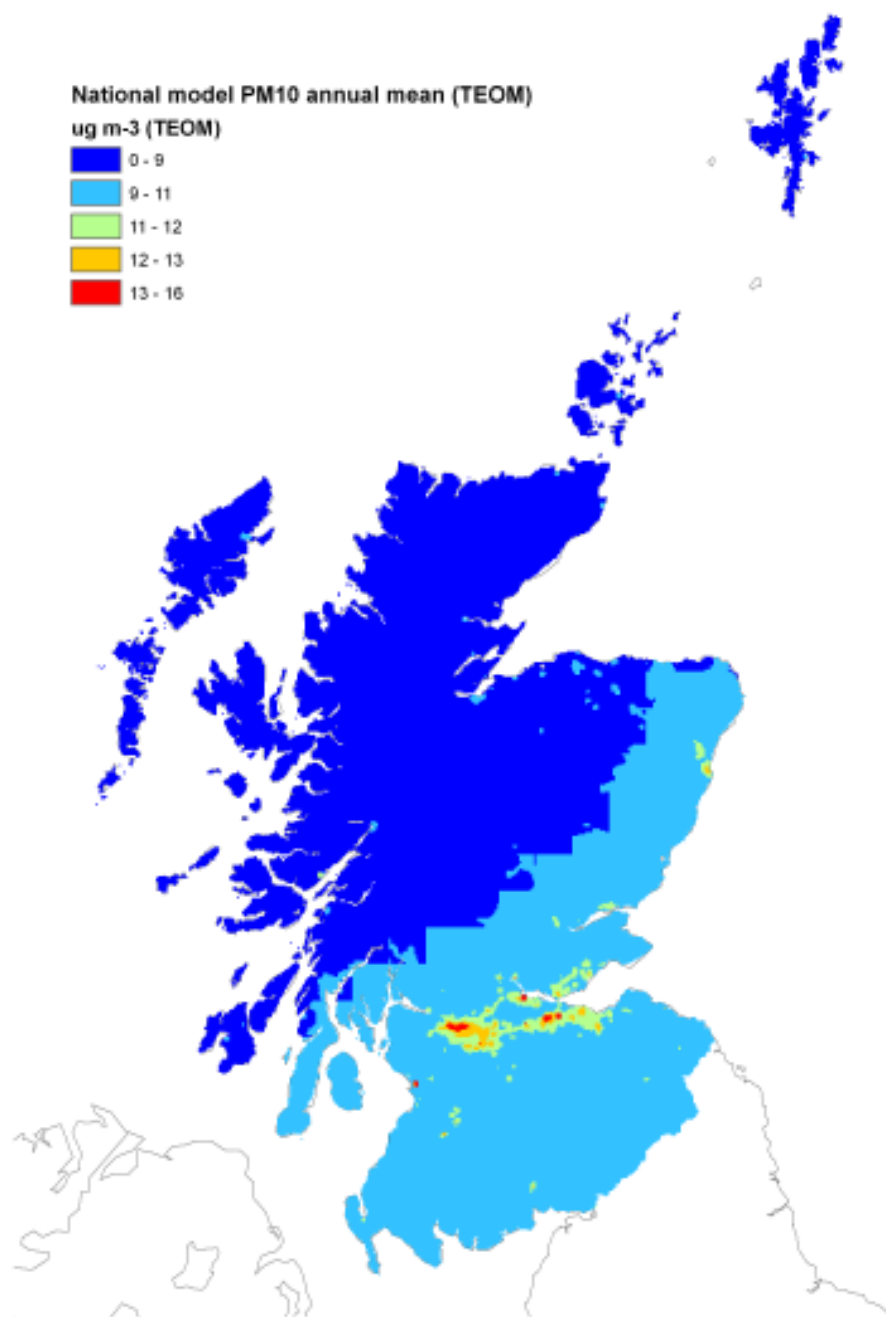 National model PM10 annual mean (TEOM)
ug m-3 (TEOM)
0 - 9
9 - 11
11 - 12
12 - 13
13 - 16